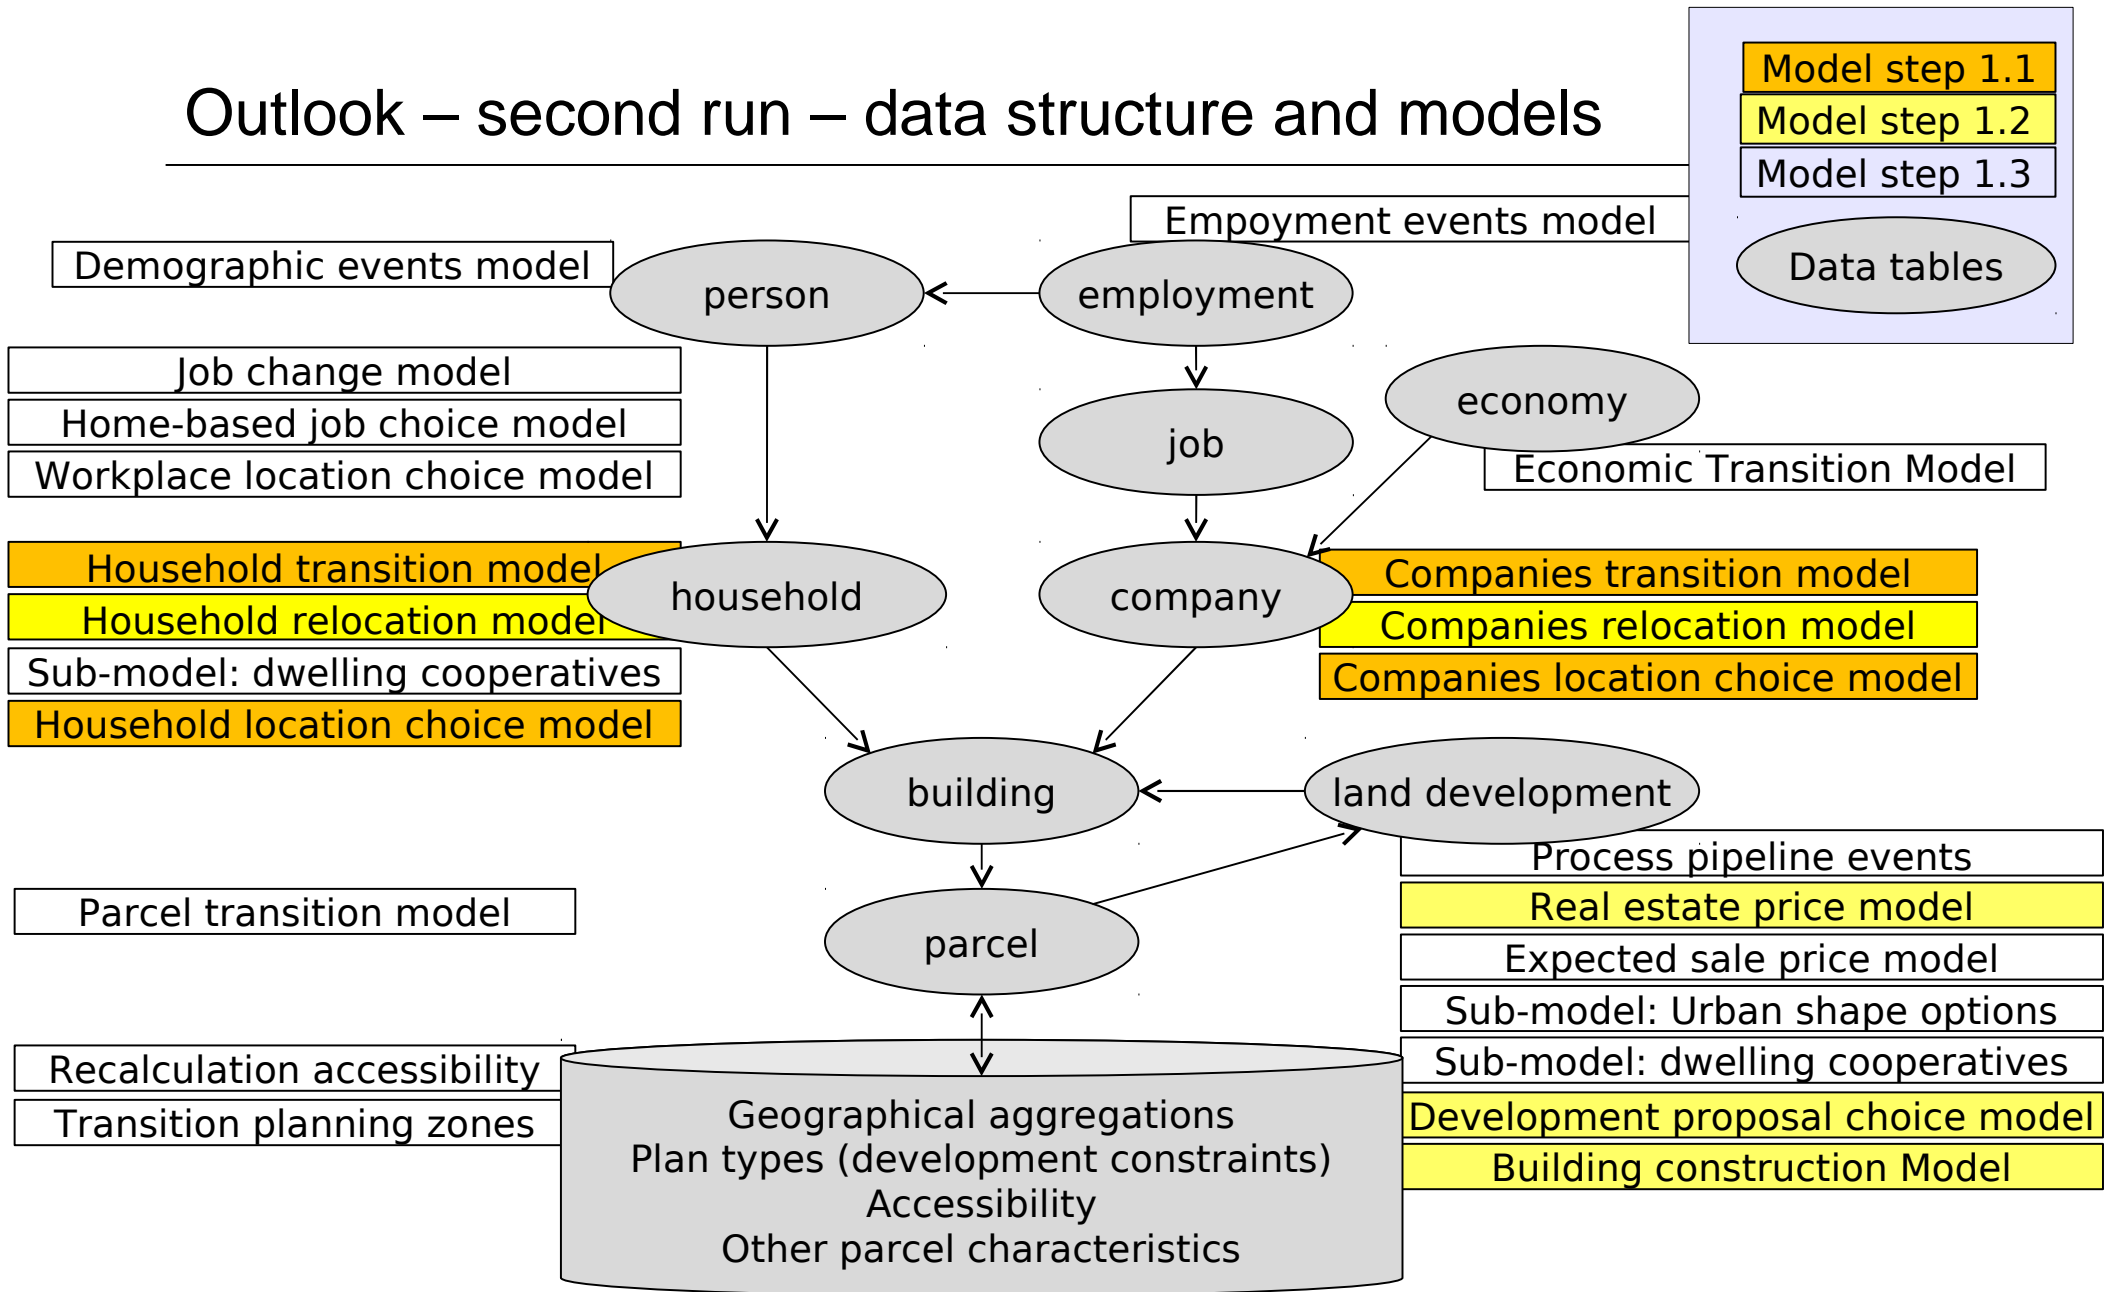 Outlook – second run – data structure and models
Model step 1.1
Model step 1.2
Model step 1.3
Data tables
Empoyment events model
Demographic events model
person
employment
Job change model
Home-based job choice model
Workplace location choice model
job
economy
Economic Transition Model
Household transition model
Household relocation model
Sub-model: dwelling cooperatives
Household location choice model
household
company
Companies transition model
Companies relocation model
Companies location choice model
building
land development
Parcel transition model
parcel
Process pipeline events
Real estate price model
Expected sale price model
Sub-model: Urban shape options
Sub-model: dwelling cooperatives
Development proposal choice model
Building construction Model
Recalculation accessibility
Transition planning zones
Geographical aggregations
Plan types (development constraints)
Accessibility
Other parcel characteristics